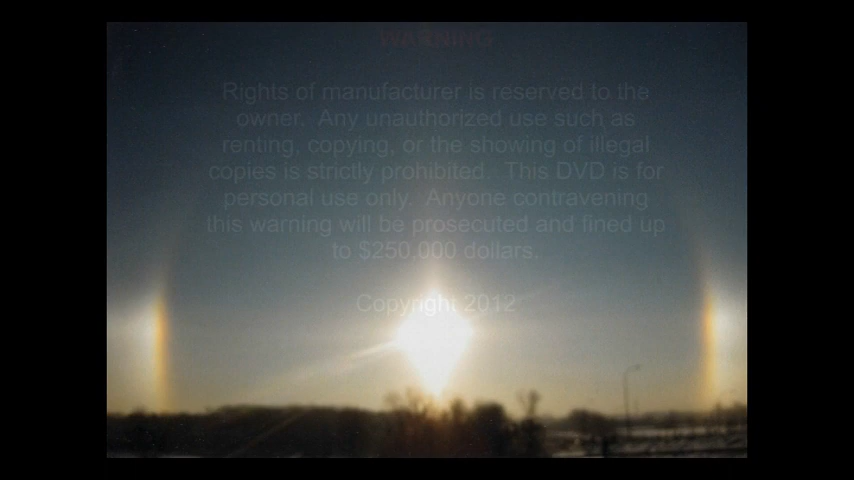 WARNING
Rights of manufacturer is reserved to the
owner. Any unauthorized use such as
renting, copying, or the showing of illegal
copies is strictly prohibited. This DVD is for
personal use only. Anyone contravening
this warning will be prosecuted and fined up
to $250.000 dollars.
Copyright 2012